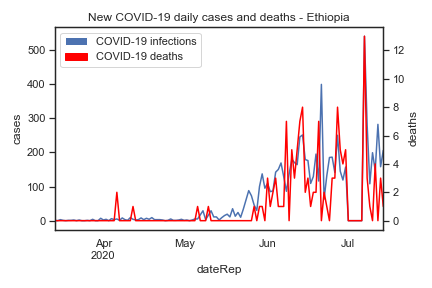 New COVID-19 daily cases and deaths - Ethiopia
COVID-19 infections
COVID-19 deaths
cases
500
400
300
200
100
0
deaths
12
10
8
6
4
2
0
Apr
2020
May
Jun
Jul
dateRep